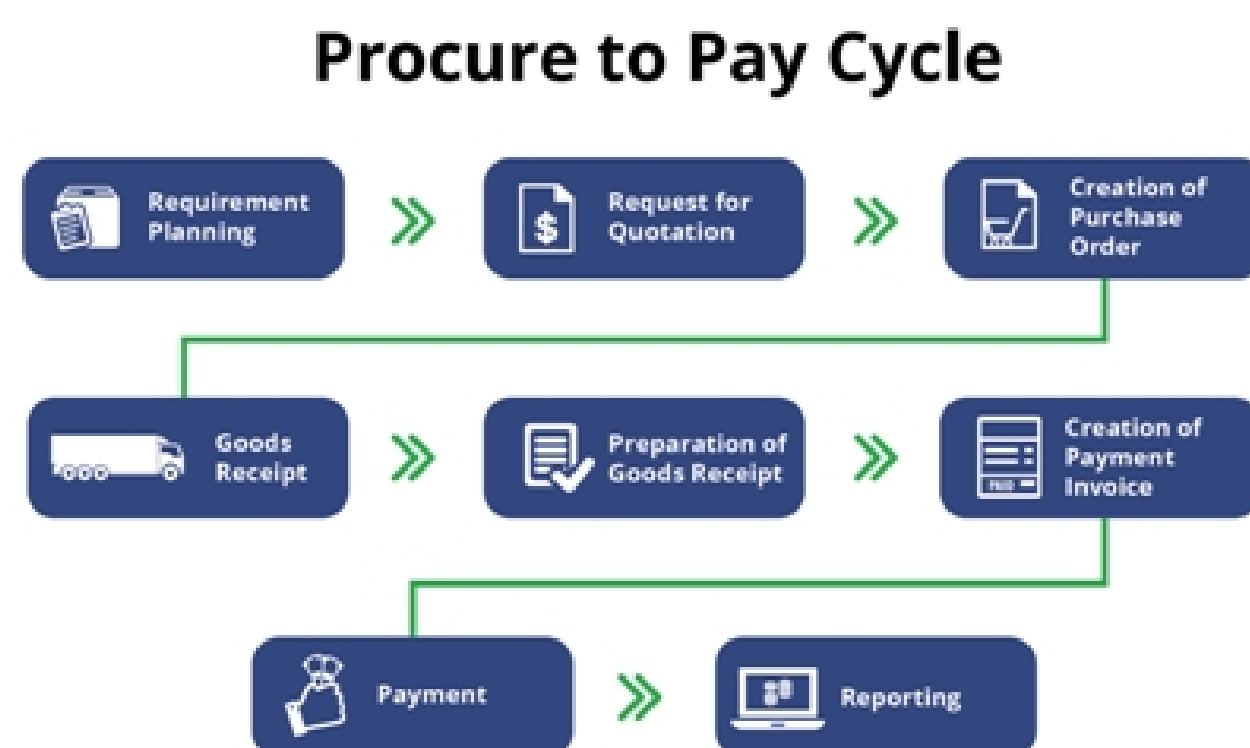 Procure to Pay Cycle
Requirement
Planning
Request for
Quotation
Creation of
Purchase
Order
Goods
Receipt
Preparation of
Goods Receipt
Creation of
Payment
Invoice
Payment
Reporting